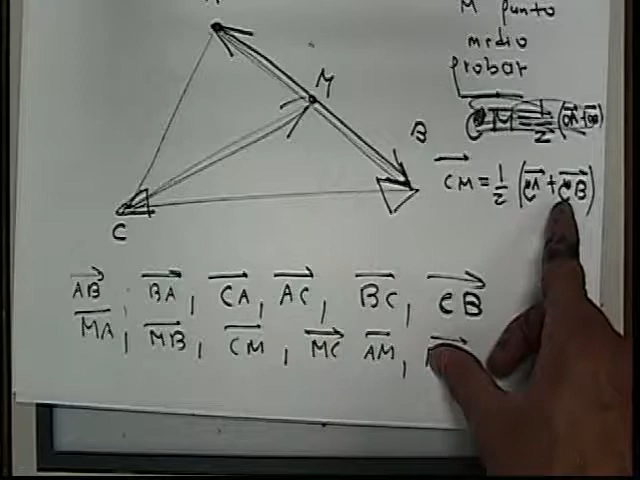 M punto
medio
probar
M
B
CM = 1/2 (CA + CB)
C
AB, BA, CA, AC, BC, CB
MA, MB, CM, MC AM,